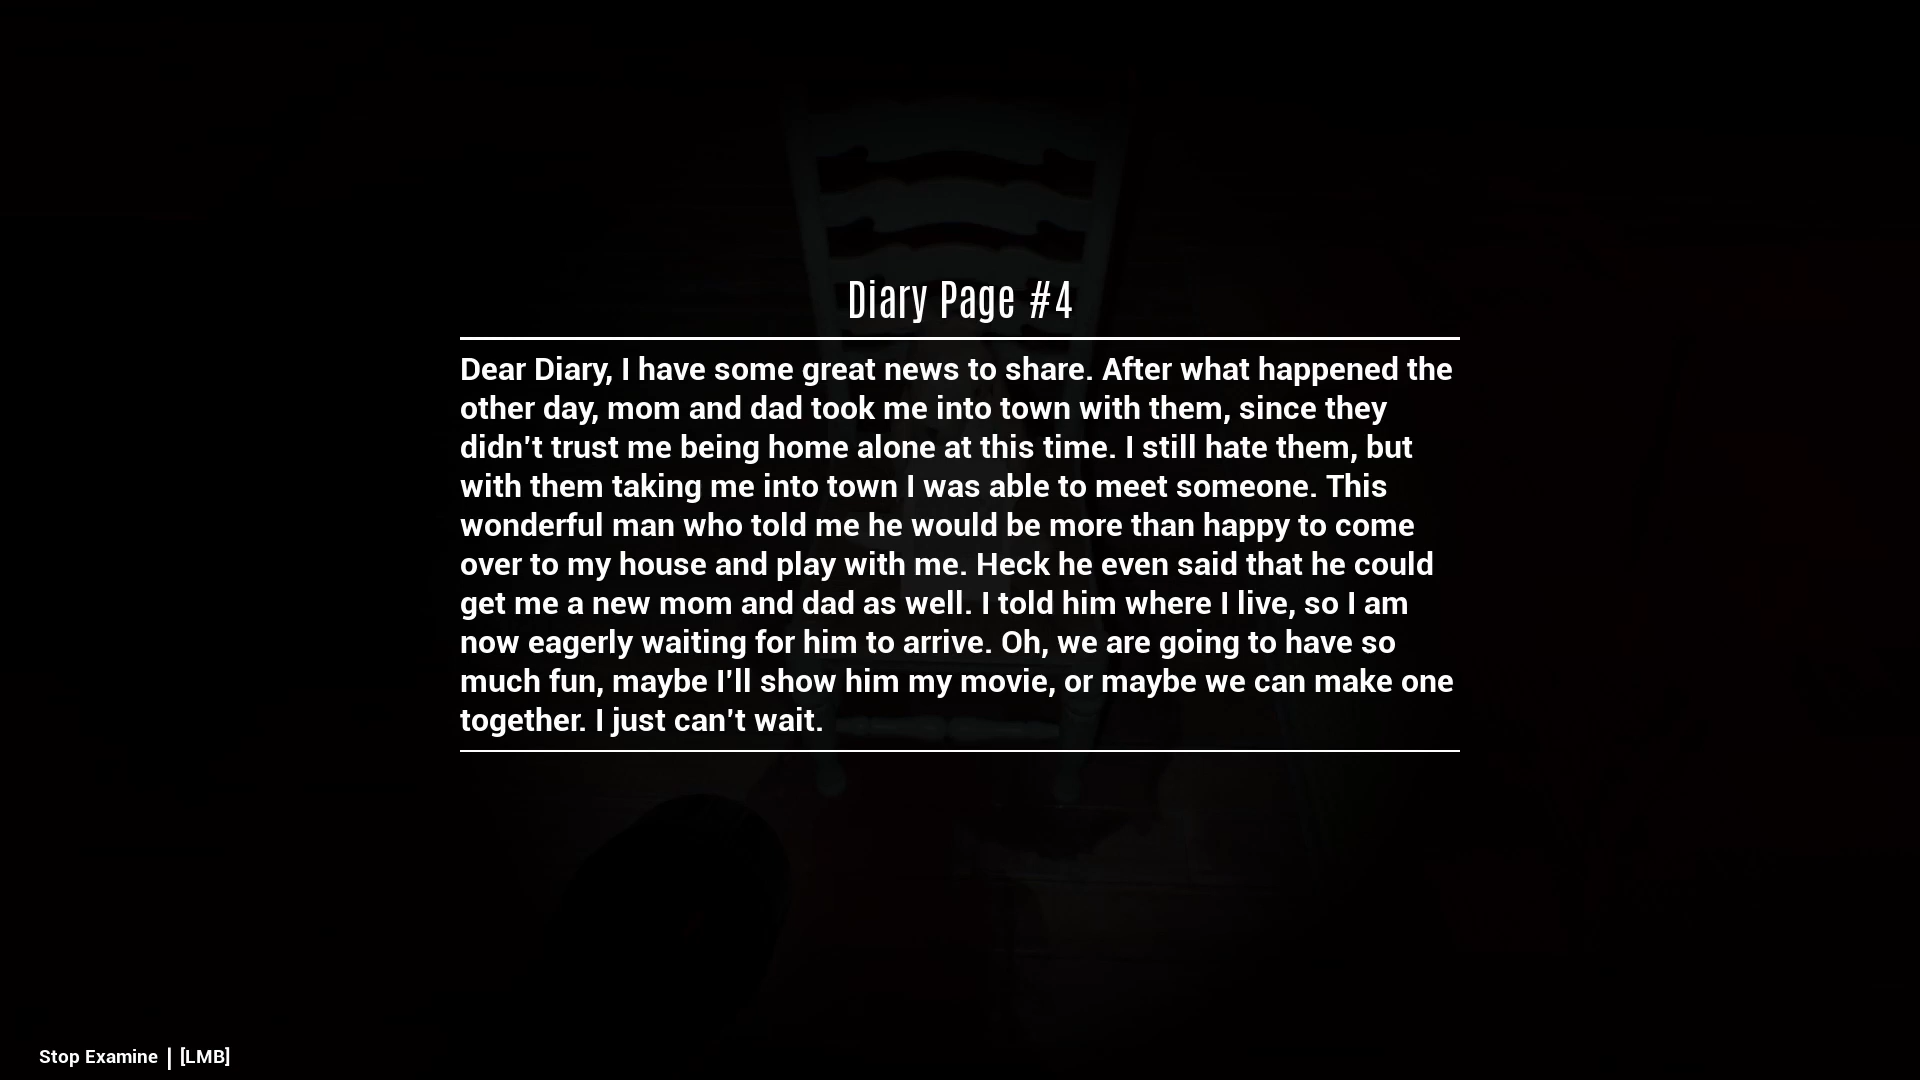 Diary Page #4
Dear Diary, I have some great news to share. After what happened the
other day, mom and dad took me into town with them, since they
didn't trust me being home alone at this time. I still hate them, but
with them taking me into town I was able to meet someone. This
wonderful man who told me he would be more than happy to come
over to my house and play with me. Heck he even said that he could
get me a new mom and dad as well. I told him where I live, so I am
now eagerly waiting for him to arrive. Oh, we are going to have so
much fun, maybe I'll show him my movie, or maybe we can make one
together. I just can't wait.
Stop Examine | [LMB]